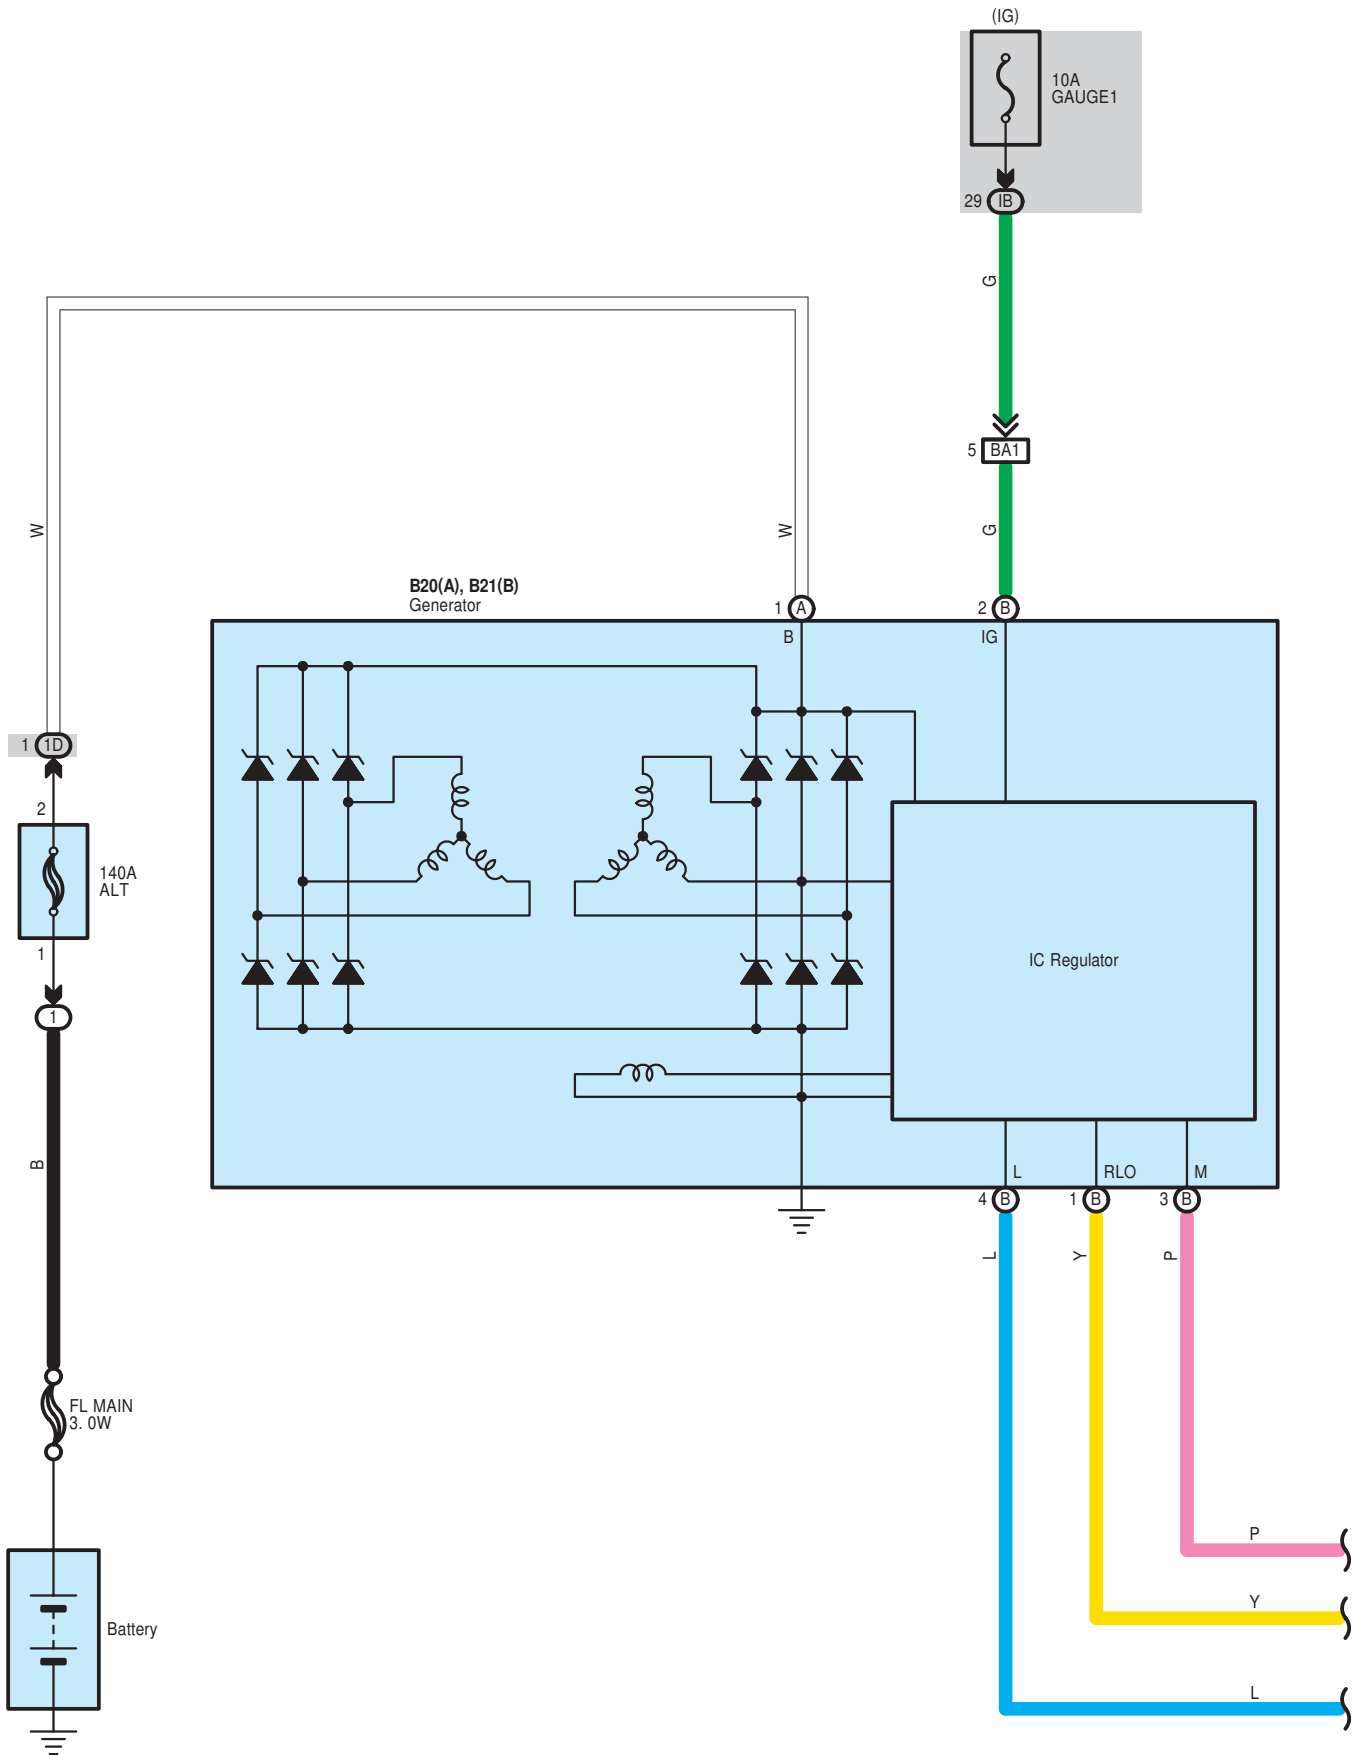 (IG)
10A
GAUGE1
29 IB
G
5 BA1
W
W
G
B20(A), B21(B)
Generator
1 A
2 B
B
IG
1 1D
2
140A
ALT
1
IC Regulator
1
B
L
RLO
M
4 B
1 B
3 B
L
Y
P
FL MAIN
3. 0W
P
Y
Battery
L